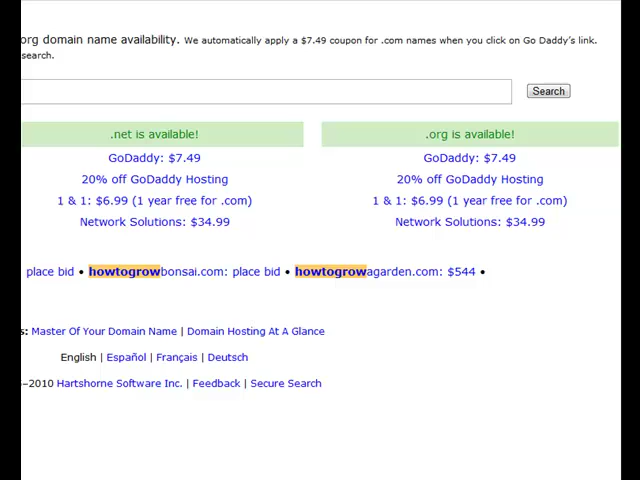 org domain name availability. We automatically apply a $7.49 coupon for .com names when you click on Go Daddy's link.
search.
Search
.net is available! .org is available!
GoDaddy: $7.49 GoDaddy: $7.49
20% off GoDaddy Hosting 20% off GoDaddy Hosting
1 & 1: $6.99 (1 year free for .com) 1 & 1: $6.99 (1 year free for .com)
Network Solutions: $34.99 Network Solutions: $34.99
place bid • howtogrowbonsai.com: place bid • howtogrowagarden.com: $544 •
s: Master Of Your Domain Name | Domain Hosting At A Glance
English | Español | Français | Deutsch
–2010 Hartshorne Software Inc. | Feedback | Secure Search